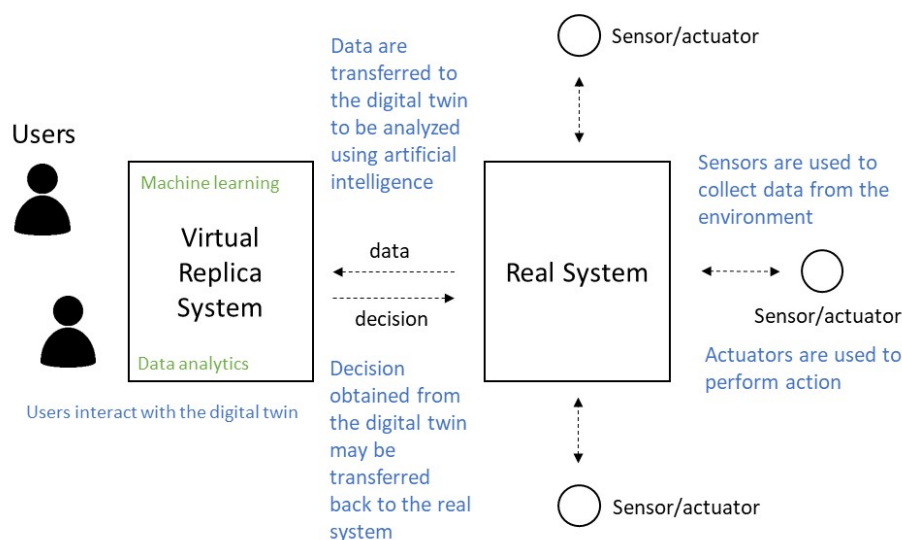 Users
Machine learning
Virtual
Replica
System
Data analytics
Users interact with the digital twin
Data are
transferred to
the digital twin
to be analyzed
using artificial
intelligence
data
decision
Decision
obtained from
the digital twin
may be
transferred
back to the real
system
Real System
Sensor/actuator
Sensors are used to
collect data from the
environment
Sensor/actuator
Actuators are used to
perform action
Sensor/actuator